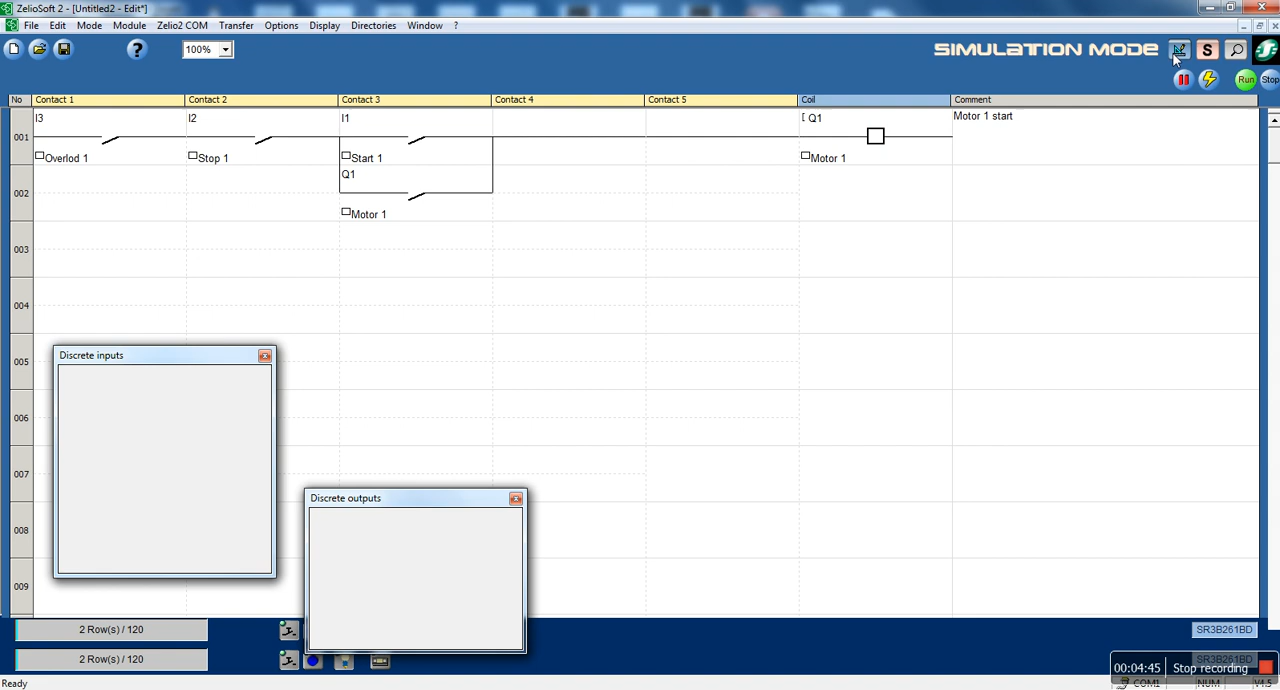 ZelioSoft 2 - [Untitled2 - Edit*]
File Edit Mode Module Zelio2 COM Transfer Options Display Directories Window ?
100% SIMULATION MODE S
Run Stop
No Contact 1 Contact 2 Contact 3 Contact 4 Contact 5 Coil Comment
I3 I2 I1 [ Q1 Motor 1 start
001
Overlod 1 Stop 1 Start 1 Motor 1
Q1
002
Motor 1
003
004
Discrete inputs
005
006
007
Discrete outputs
008
009
2 Row(s) / 120 SR3B261BD
2 Row(s) / 120 SR3B261BD
00:04:45 Stop recording
Ready COM1 NUM V4.5